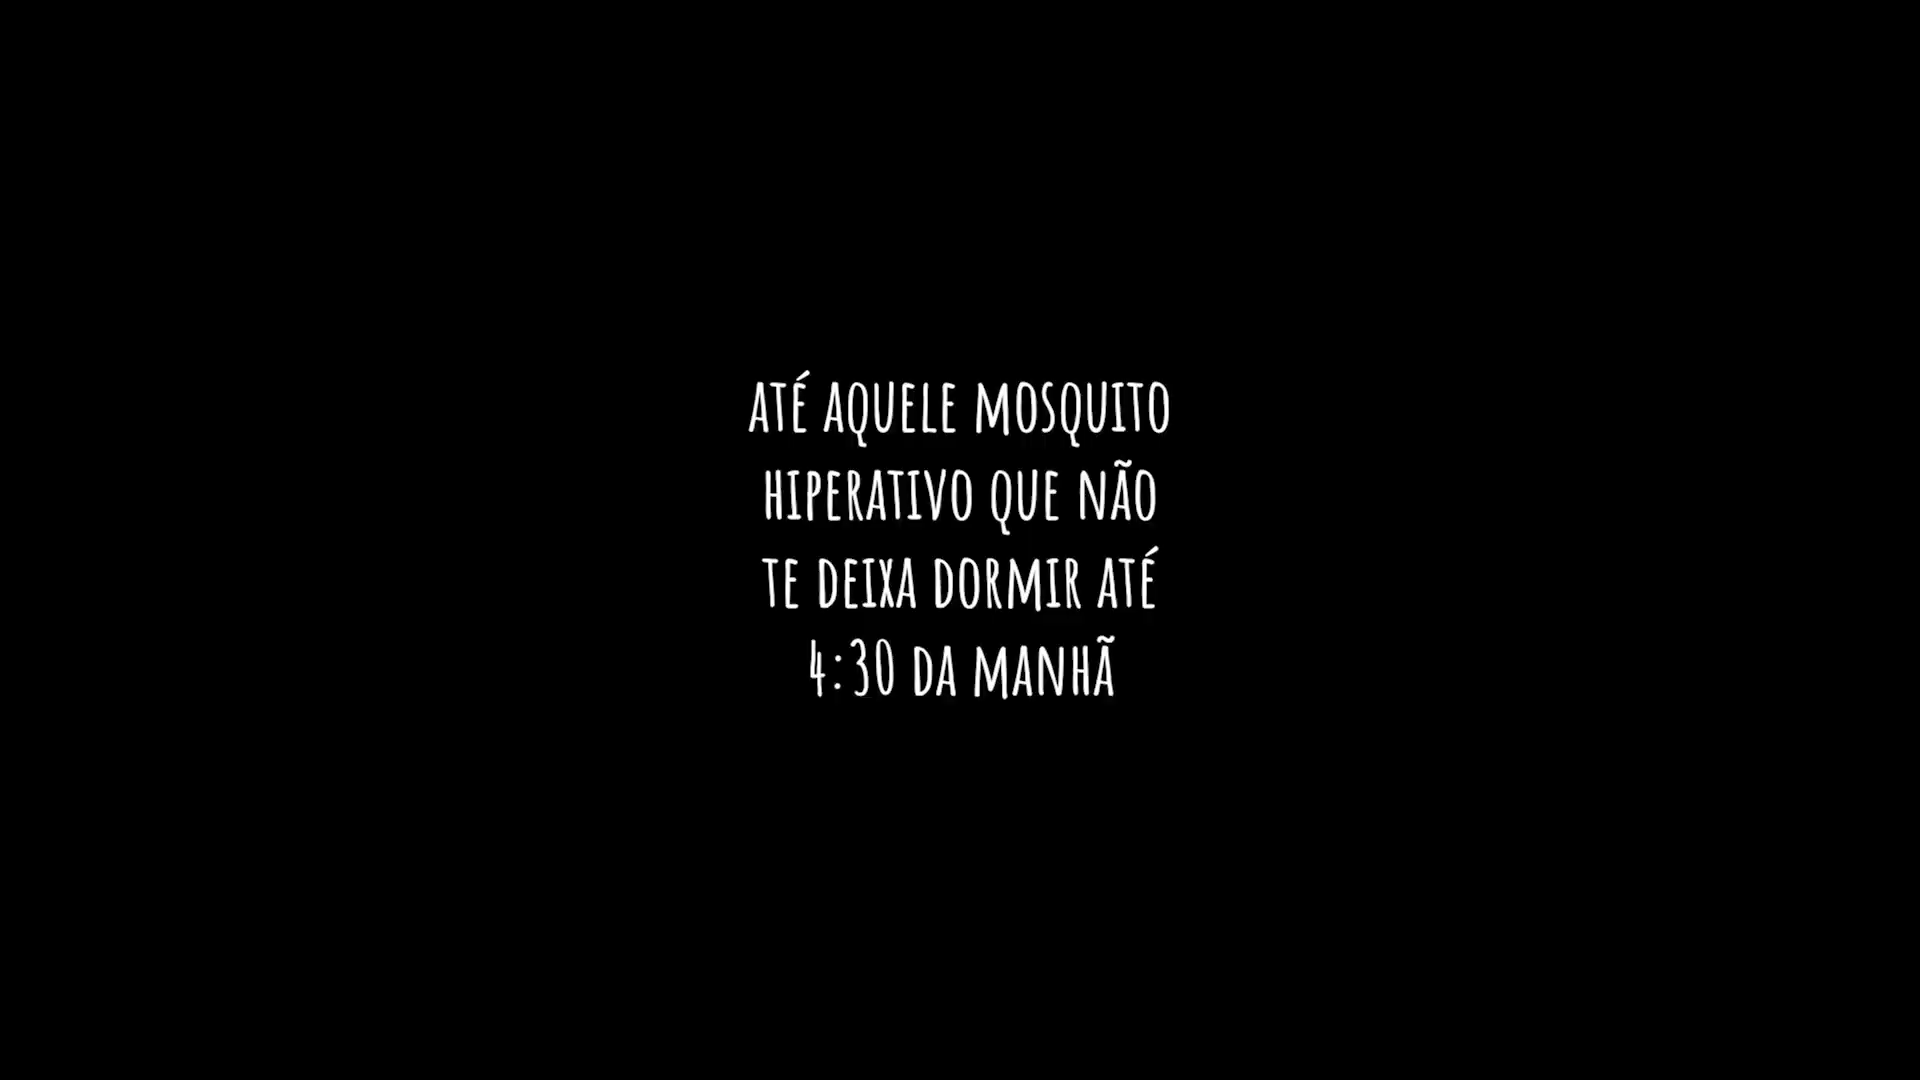 ATÉ AQUELE MOSQUITO
HIPERATIVO QUE NÃO
TE DEIXA DORMIR ATÉ
4:30 DA MANHÃ